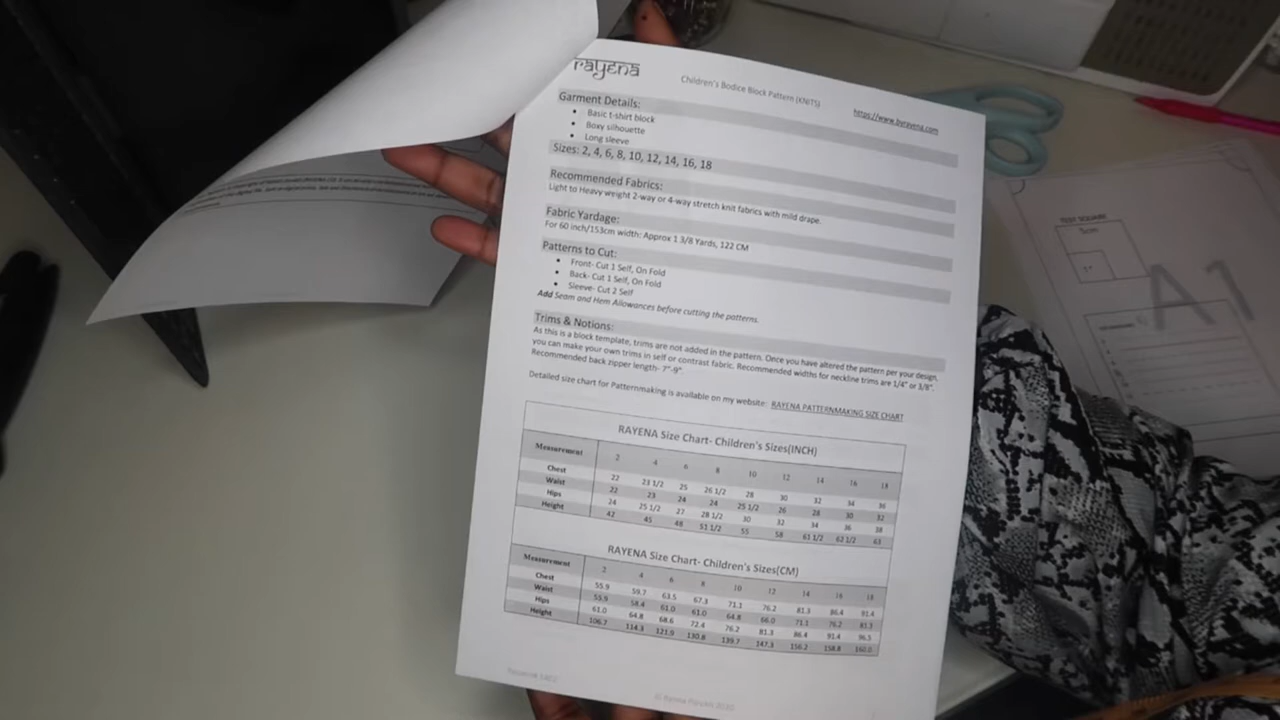 rayena
Children's Bodice Block Pattern (KNITS)
https://www.byrayena.com
Garment Details:
• Basic t-shirt block
• Boxy silhouette
• Long sleeve
Sizes: 2, 4, 6, 8, 10, 12, 14, 16, 18
Recommended Fabrics:
Light to Heavy weight 2-way or 4-way stretch knit fabrics with mild drape.
Fabric Yardage:
For 60 inch/153cm width: Approx 1 3/8 Yards, 122 CM
Patterns to Cut:
• Front- Cut 1 Self, On Fold
• Back- Cut 1 Self, On Fold
• Sleeve- Cut 2 Self
Add Seam and Hem Allowances before cutting the patterns.
Trims & Notions:
As this is a block template, trims are not added in the pattern. Once you have altered the pattern per your design,
you can make your own trims in self or contrast fabric. Recommended widths for neckline trims are 1/4" or 3/8".
Recommended back zipper length- 7"-9".
Detailed size chart for Patternmaking is available on my website: RAYENA PATTERNMAKING SIZE CHART
RAYENA Size Chart- Children's Sizes(INCH)
Measurement 2 4 6 8 10 12 14 16 18
Chest 22 23 1/2 25 26 1/2 28 30 32 34 36
Waist 22 23 24 24 25 1/2 26 28 30 32
Hips 24 25 1/2 27 28 1/2 30 32 34 36 38
Height 42 45 48 51 1/2 55 58 61 1/2 62 1/2 63
RAYENA Size Chart- Children's Sizes(CM)
Measurement 2 4 6 8 10 12 14 16 18
Chest 55.9 59.7 63.5 67.3 71.1 76.2 81.3 86.4 91.4
Waist 55.9 58.4 61.0 61.0 64.8 66.0 71.1 76.2 81.3
Hips 61.0 64.8 68.6 72.4 76.2 81.3 86.4 91.4 96.5
Height 106.7 114.3 121.9 130.8 139.7 147.3 156.2 158.8 160.0
TEST SQUARE
5cm
1"
A1